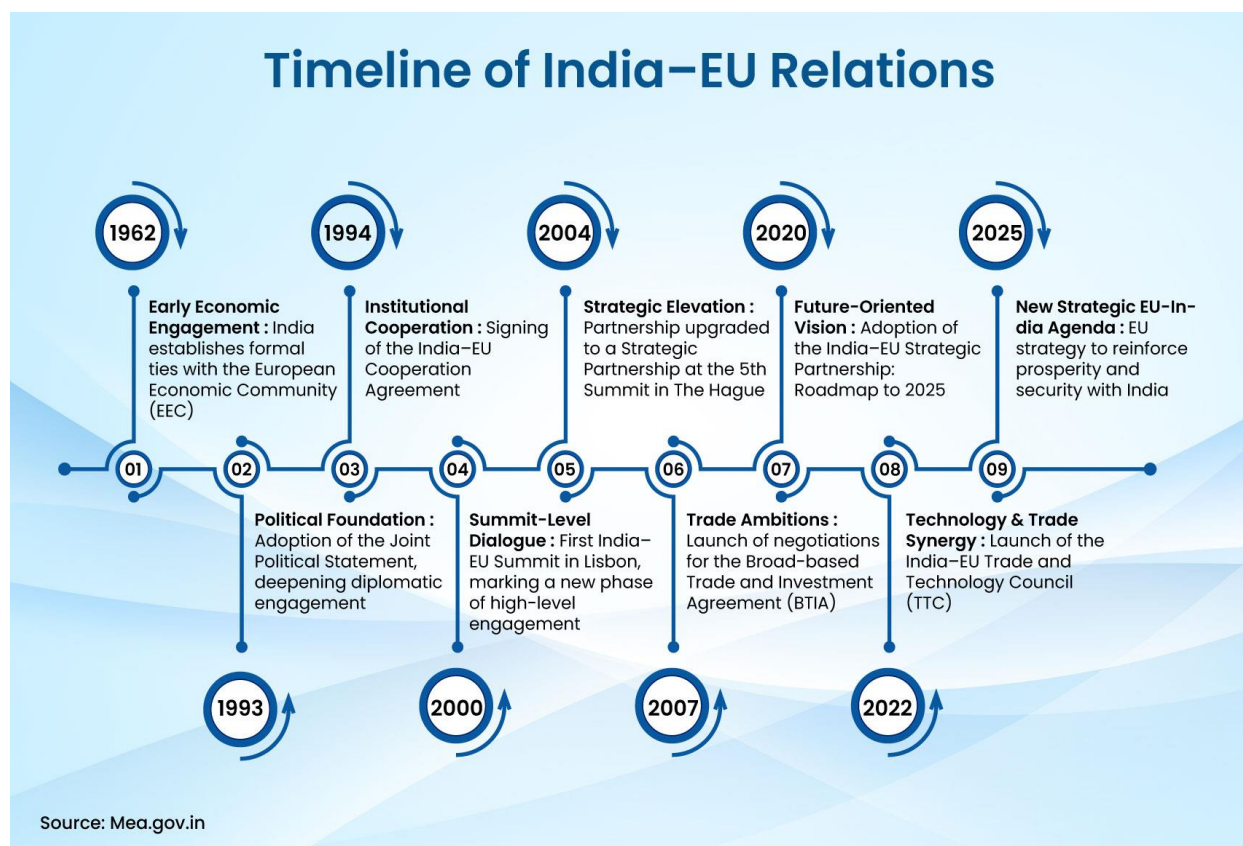 Timeline of India–EU Relations
1962
Early Economic
Engagement : India
establishes formal
ties with the European
Economic Community
(EEC)
01
02
Political Foundation :
Adoption of the Joint
Political Statement,
deepening diplomatic
engagement
1993
1994
Institutional
Cooperation : Signing
of the India–EU
Cooperation
Agreement
03
04
Summit-Level
Dialogue : First India–
EU Summit in Lisbon,
marking a new phase
of high-level
engagement
2000
2004
Strategic Elevation :
Partnership upgraded
to a Strategic
Partnership at the 5th
Summit in The Hague
05
06
Trade Ambitions :
Launch of negotiations
for the Broad-based
Trade and Investment
Agreement (BTIA)
2007
2020
Future-Oriented
Vision : Adoption of
the India–EU Strategic
Partnership:
Roadmap to 2025
07
08
Technology & Trade
Synergy : Launch of the
India–EU Trade and
Technology Council
(TTC)
2022
2025
New Strategic EU-In-
dia Agenda : EU
strategy to reinforce
prosperity and
security with India
09
Source: Mea.gov.in